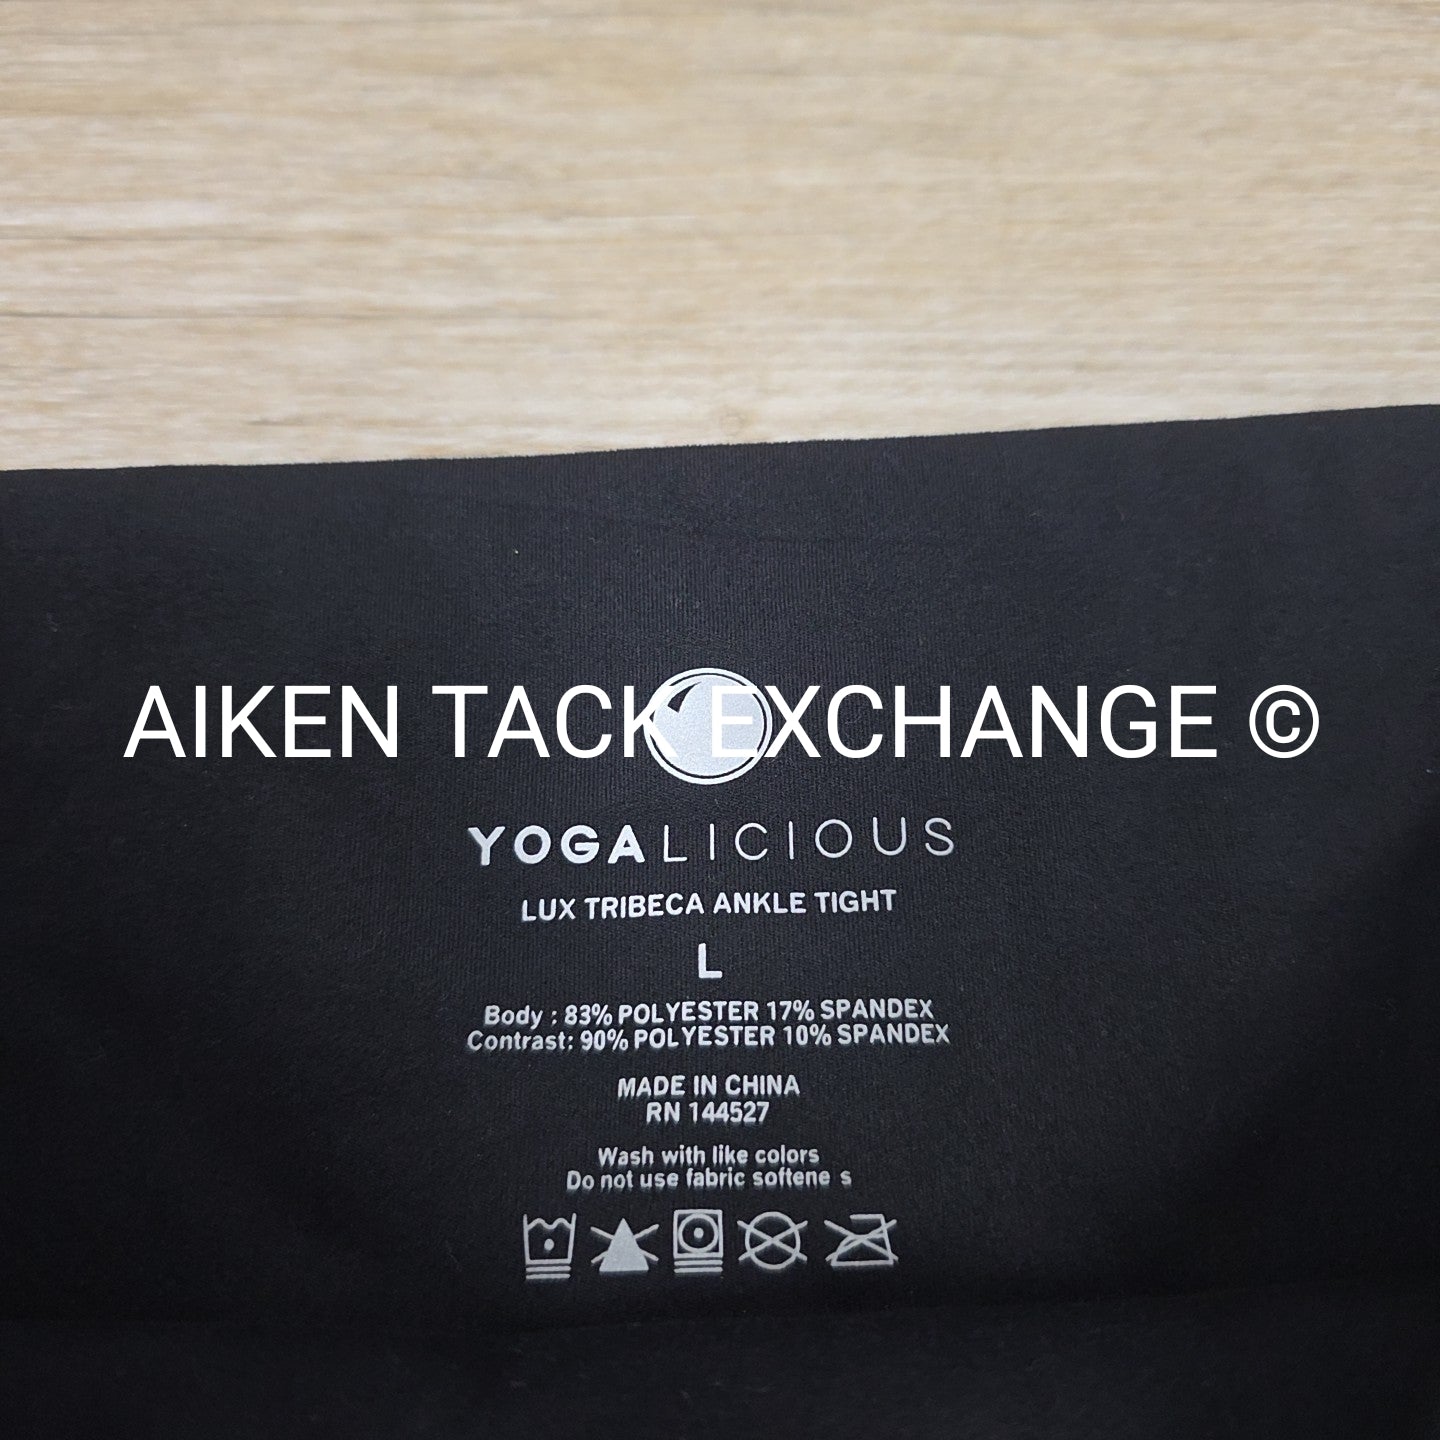 AIKEN TACK EXCHANGE ©
YOGALICIOUS
LUX TRIBECA ANKLE TIGHT
L
Body : 83% POLYESTER 17% SPANDEX
Contrast: 90% POLYESTER 10% SPANDEX
MADE IN CHINA
RN 144527
Wash with like colors
Do not use fabric softene s